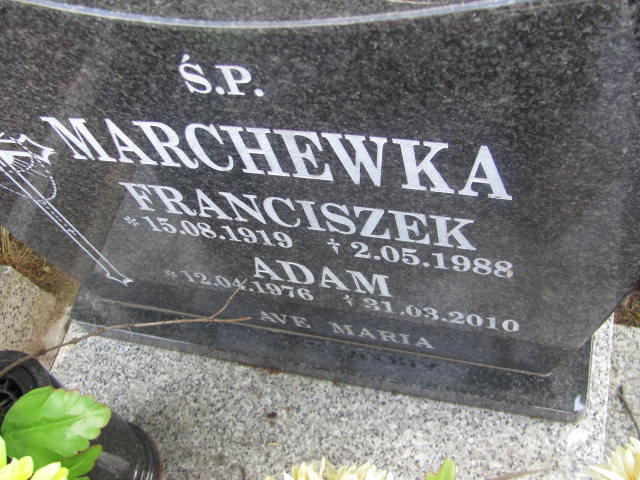 Ś.P.
MARCHEWKA
FRANCISZEK
* 15.08.1919 † 2.05.1988
ADAM
* 12.04.1976 † 31.03.2010
AVE MARIA